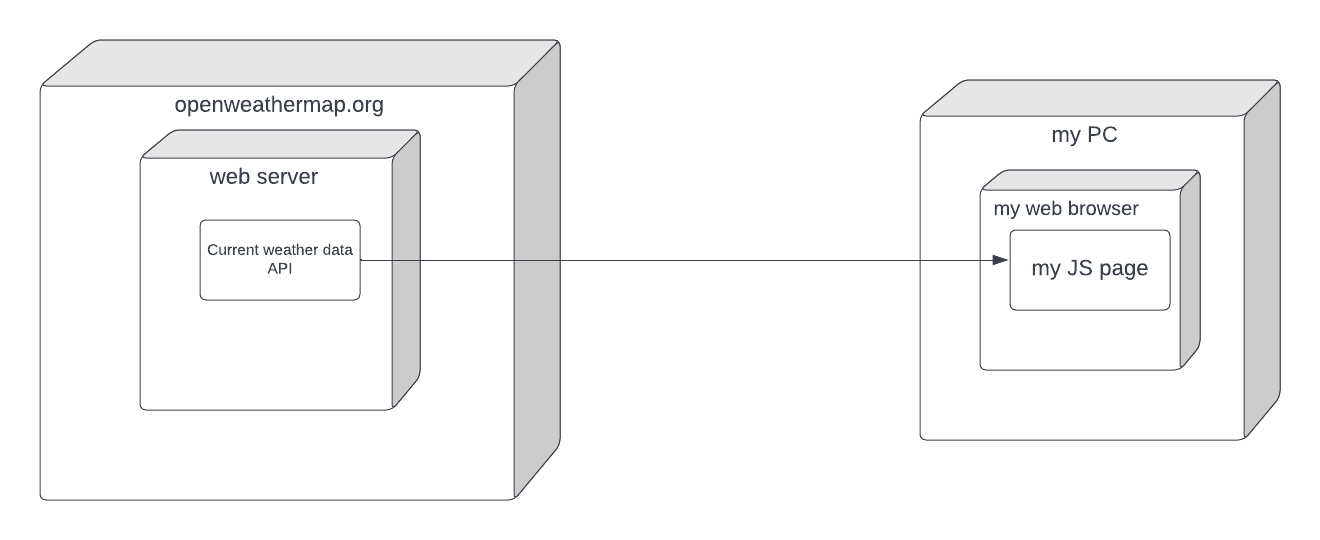 openweathermap.org
web server
Current weather data
API
my PC
my web browser
my JS page